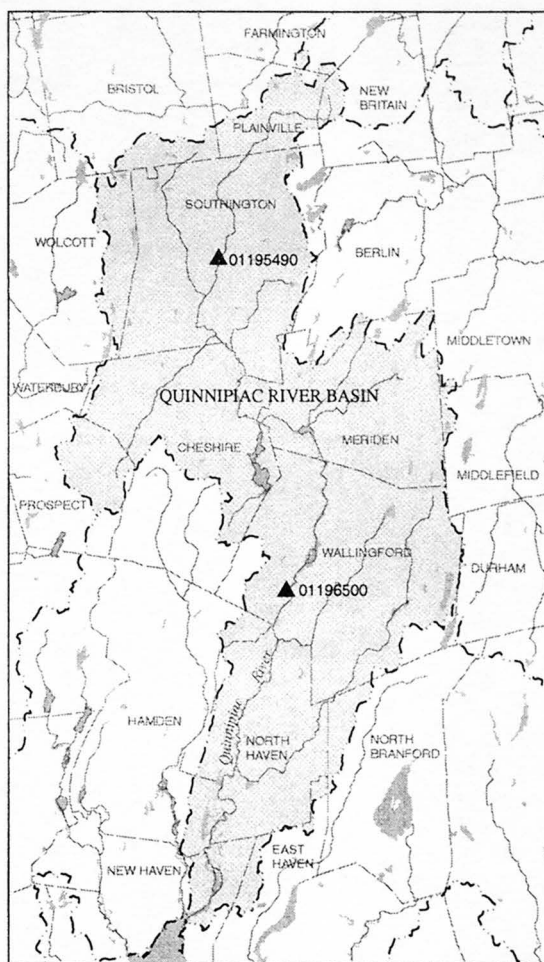 FARMINGTON
BRISTOL
NEW
BRITAIN
PLAINVILLE
SOUTHINGTON
WOLCOTT
01195490
BERLIN
MIDDLETOWN
WATERBURY
QUINNIPIAC RIVER BASIN
CHESHIRE
MERIDEN
PROSPECT
MIDDLEFIELD
WALLINGFORD
DURHAM
01196500
Quinnipiac River
HAMDEN
NORTH
HAVEN
NORTH
BRANFORD
EAST
HAVEN
NEW HAVEN